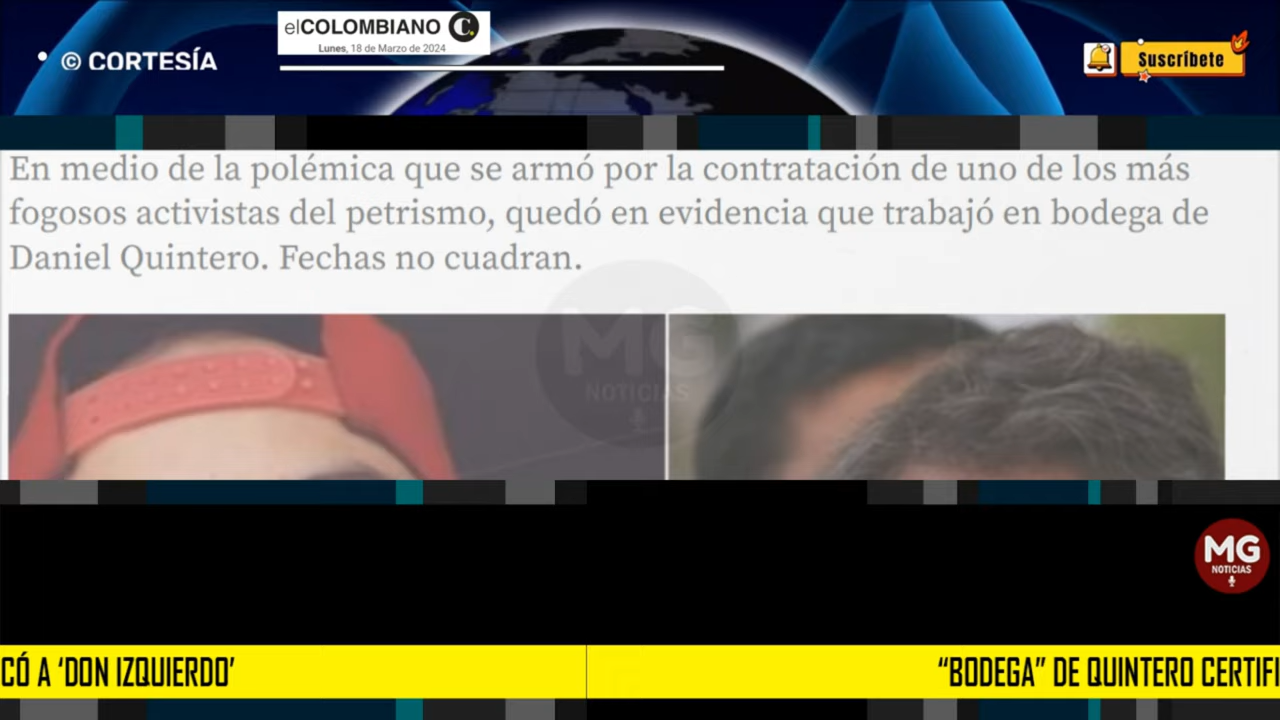 elCOLOMBIANO C.
Lunes, 18 de Marzo de 2024
© CORTESÍA
Suscríbete
En medio de la polémica que se armó por la contratación de uno de los más
fogosos activistas del petrismo, quedó en evidencia que trabajó en bodega de
Daniel Quintero. Fechas no cuadran.
MG
NOTICIAS
MG
NOTICIAS
CÓ A ‘DON IZQUIERDO’
“BODEGA” DE QUINTERO CERTIFI